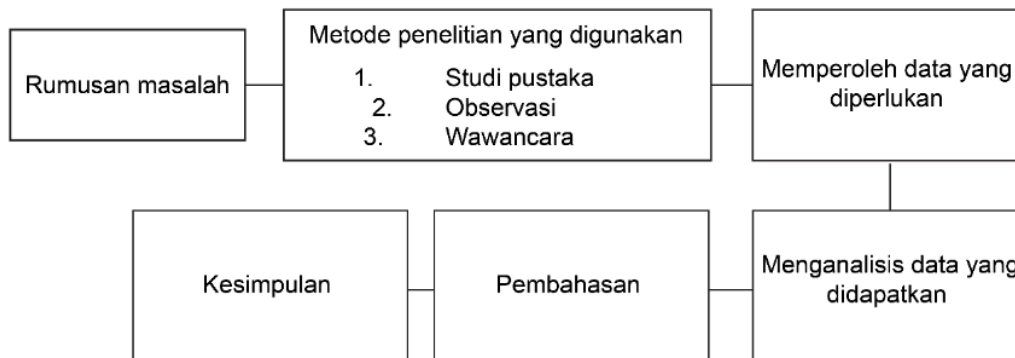 Rumusan masalah
Metode penelitian yang digunakan
1. Studi pustaka
2. Observasi
3. Wawancara
Memperoleh data yang
diperlukan
Menganalisis data yang
didapatkan
Pembahasan
Kesimpulan